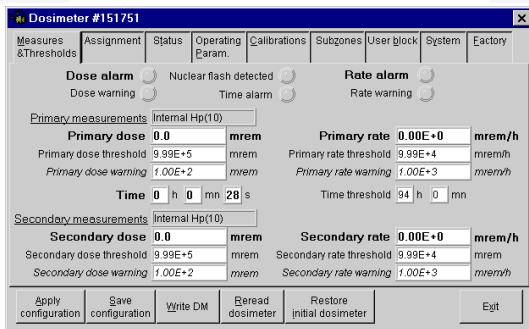 Dosimeter #151751
Measures &Thresholds Assignment Status Operating Param. Calibrations Subzones User block System Factory
Dose alarm Nuclear flash detected Rate alarm
Dose warning Time alarm Rate warning
Primary measurements Internal Hp(10)
Primary dose 0.0 mrem Primary rate 0.00E+0 mrem/h
Primary dose threshold 9.99E+5 mrem Primary rate threshold 9.99E+4 mrem/h
Primary dose warning 1.00E+2 mrem Primary rate warning 1.00E+3 mrem/h
Time 0 h 0 mn 28 s Time threshold 94 h 0 mn
Secondary measurements Internal Hp(10)
Secondary dose 0.0 mrem Secondary rate 0.00E+0 mrem/h
Secondary dose threshold 9.99E+5 mrem Secondary rate threshold 9.99E+4 mrem
Secondary dose warning 1.00E+2 mrem Secondary rate warning 1.00E+3 mrem/h
Apply configuration Save configuration Write DM Reread dosimeter Restore initial dosimeter Exit